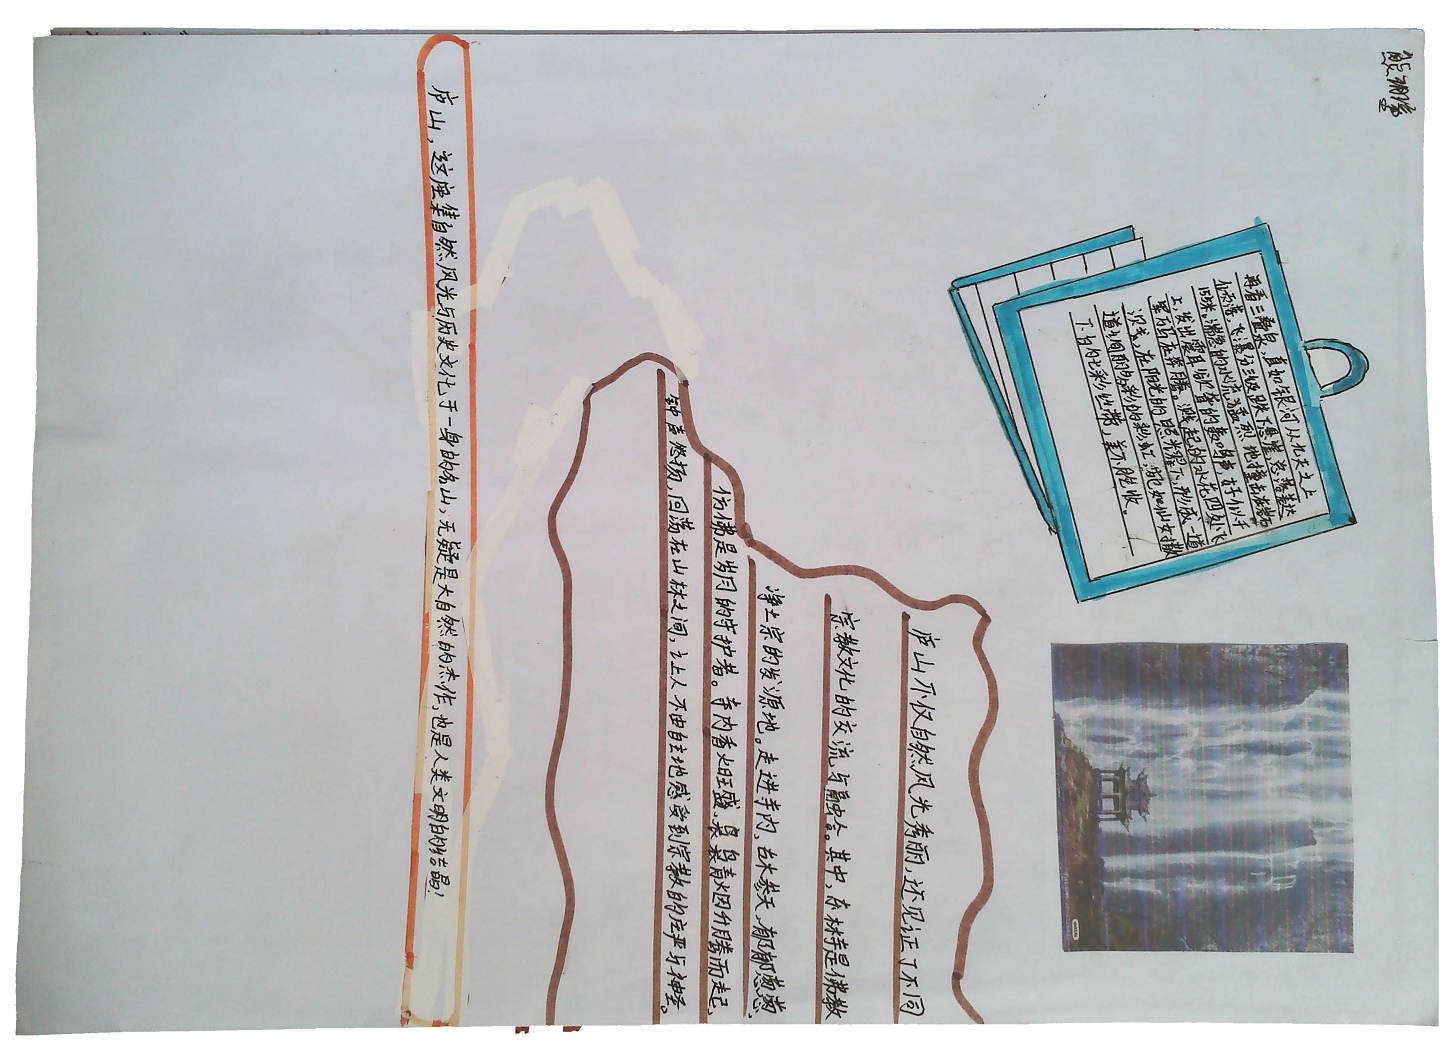 熊
再看三叠泉，真如银河从九天之上
倾落，飞瀑分三级跌下悬崖，总落差达
155米，湍急的水流猛烈地撞击在岩石
上，发出震耳欲聋的轰鸣声，好似千
军万马在奔腾。溅起的水花四处飞
溅，在阳光的照耀下，形成一道
道绚丽多彩的彩虹，宛如仙女撒
下的七彩丝带，美不胜收。
庐山不仅自然风光秀丽，还见证了不同
宗教文化的交流与融合。其中，东林寺是佛教
净土宗的发源地。走进寺内，古木参天，郁郁葱葱，
仿佛是岁月的守护者。寺内香火旺盛，袅袅青烟升腾而起，
钟声悠扬，回荡在山林之间，让人不由自主地感受到宗教的庄严与神圣。
庐山，这座集自然风光与历史文化于一身的名山，无疑是大自然的杰作，也是人类文明的结晶！